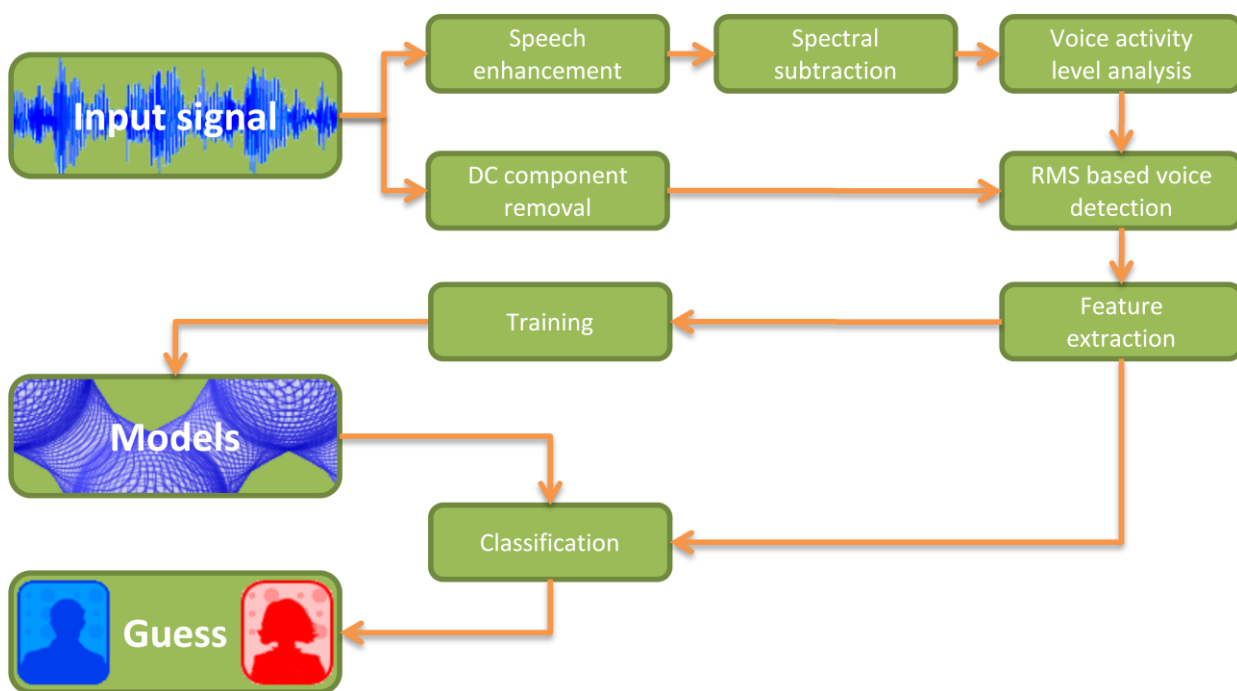 Speech
enhancement
Spectral
subtraction
Voice activity
level analysis
Input signal
DC component
removal
RMS based voice
detection
Training
Feature
extraction
Models
Classification
Guess